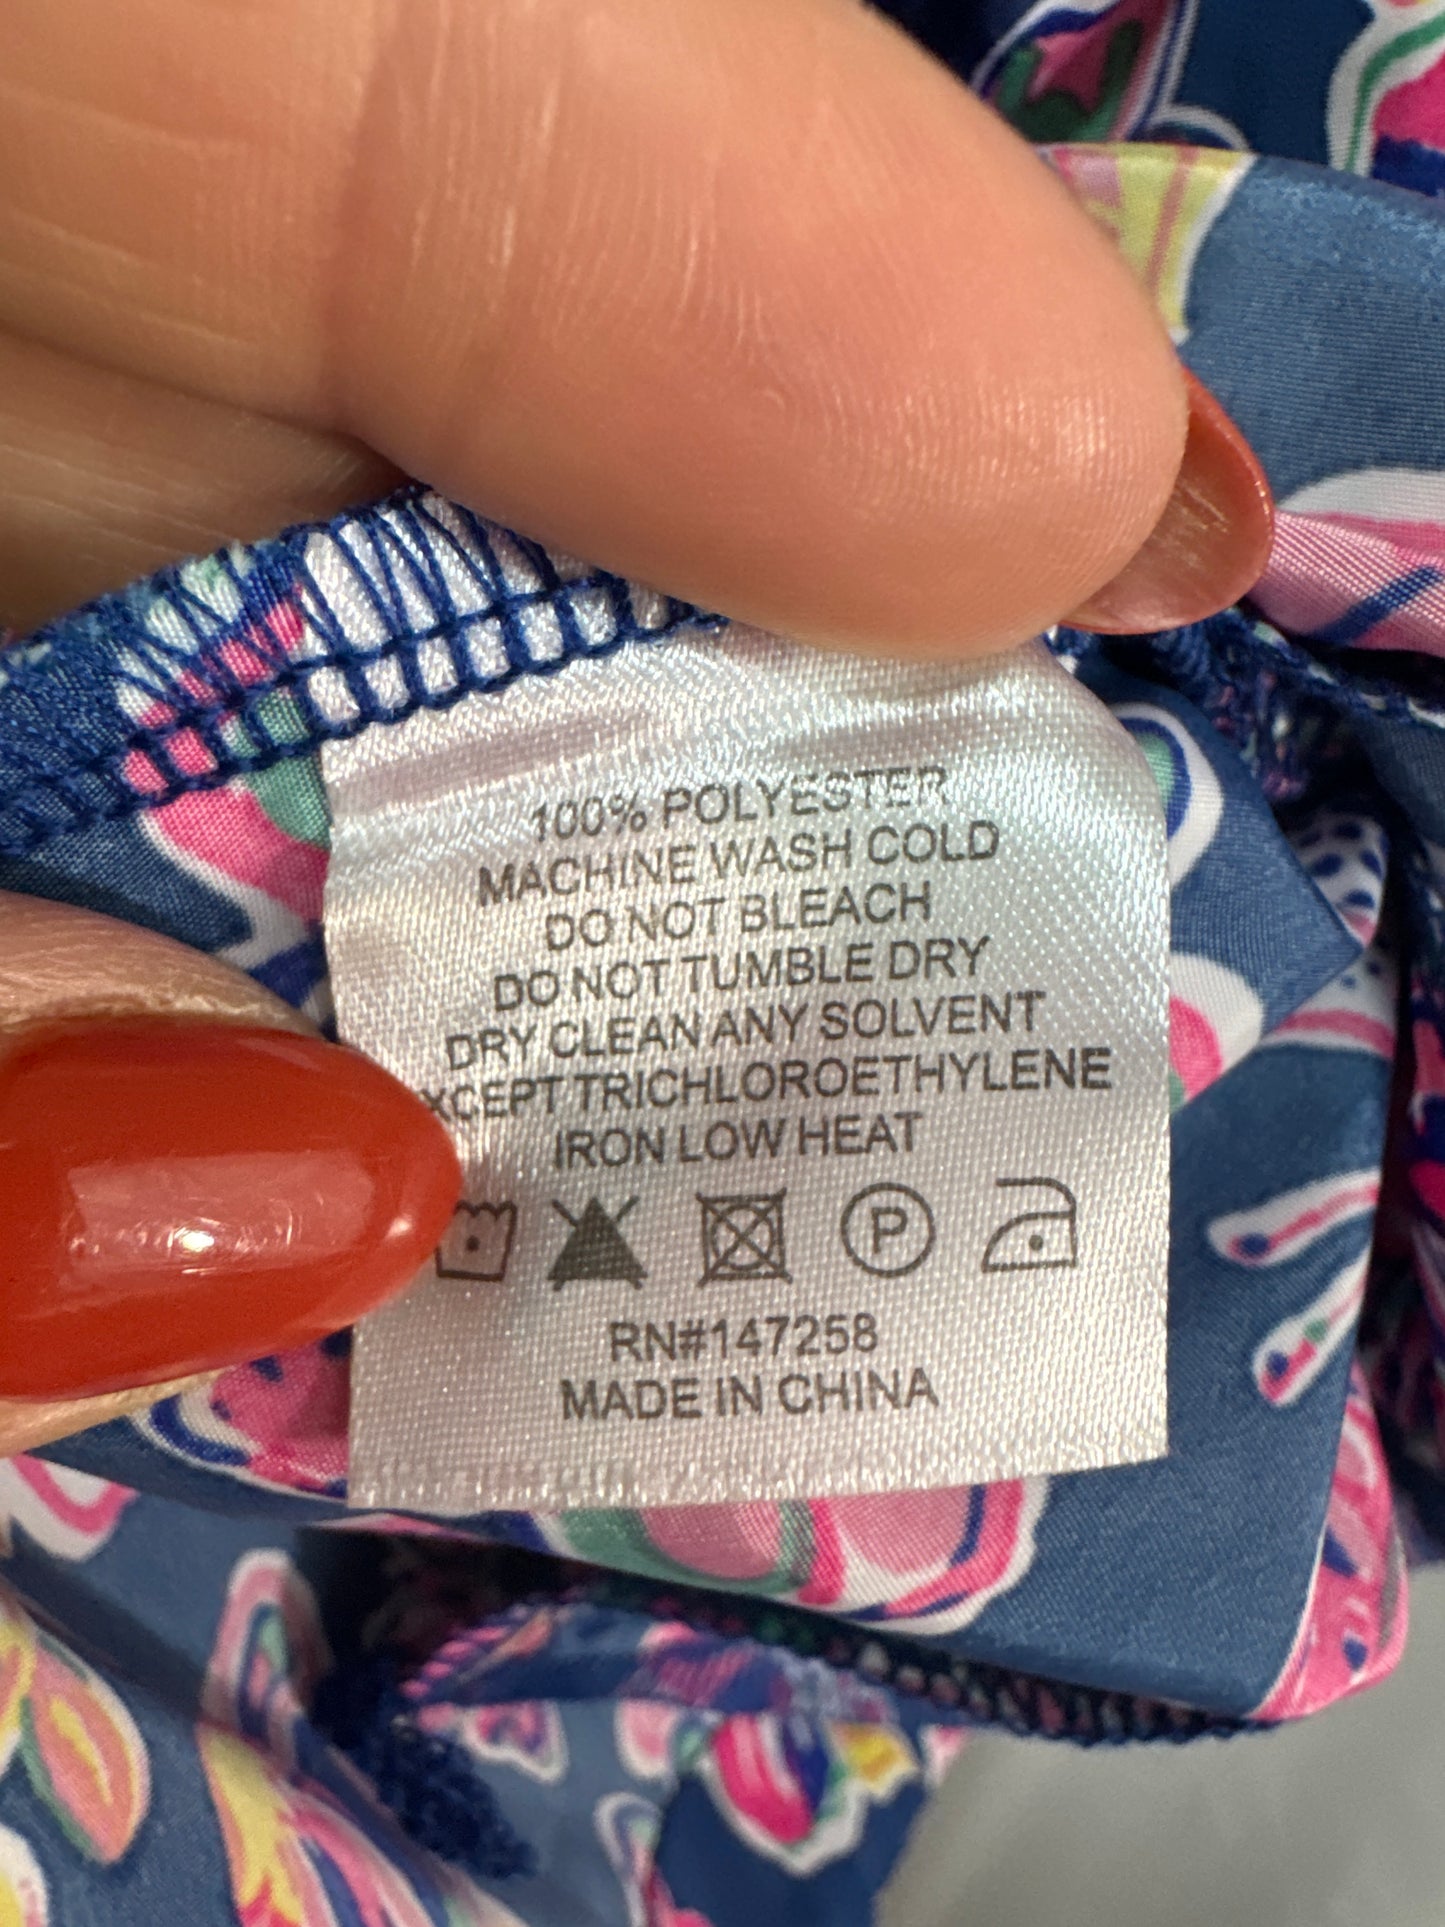 100% POLYESTER
MACHINE WASH COLD
DO NOT BLEACH
DO NOT TUMBLE DRY
DRY CLEAN ANY SOLVENT
XCEPT TRICHLOROETHYLENE
IRON LOW HEAT
P
RN#147258
MADE IN CHINA